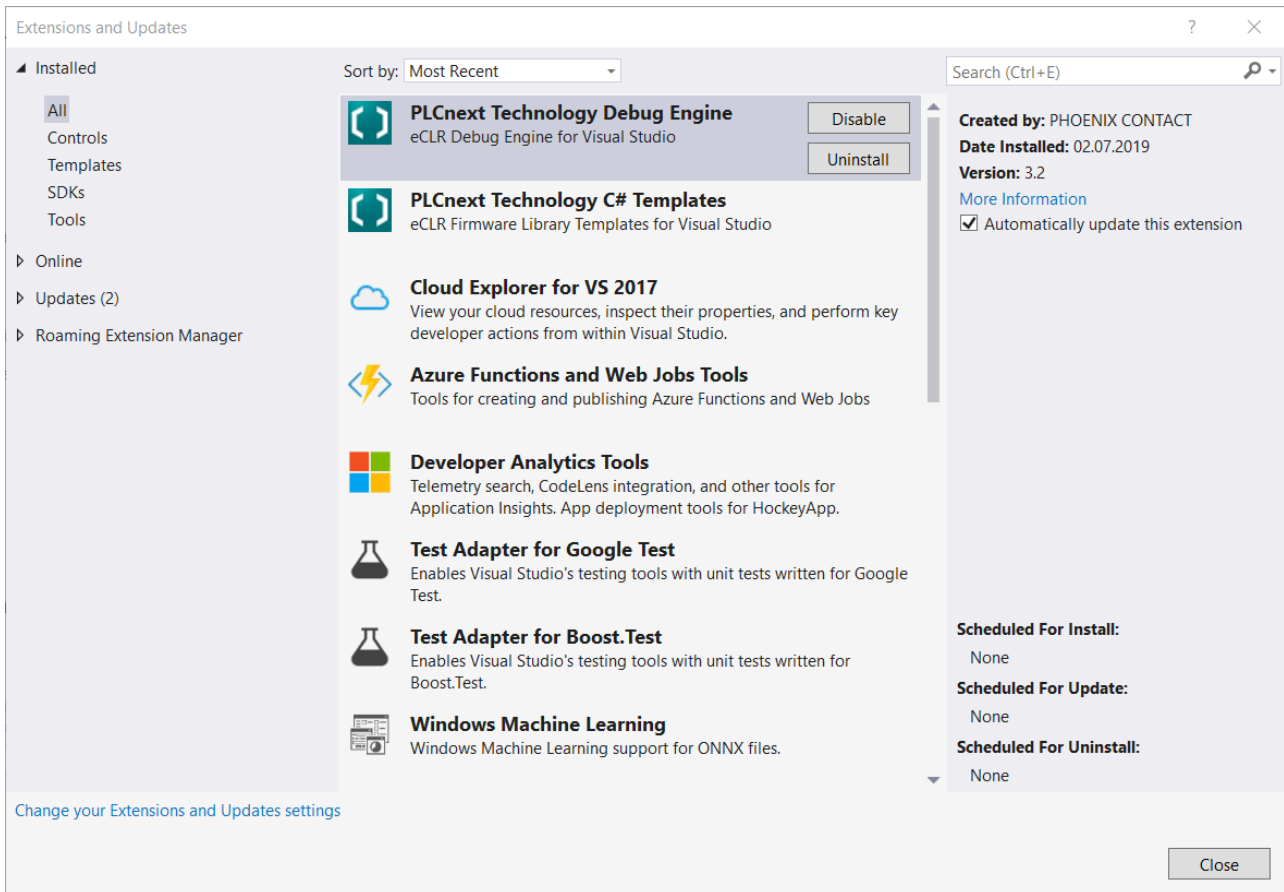 Extensions and Updates
?
Installed
All
Controls
Templates
SDKs
Tools
Online
Updates (2)
Roaming Extension Manager
Sort by: Most Recent
PLCnext Technology Debug Engine
eCLR Debug Engine for Visual Studio
Disable
Uninstall
PLCnext Technology C# Templates
eCLR Firmware Library Templates for Visual Studio
Cloud Explorer for VS 2017
View your cloud resources, inspect their properties, and perform key
developer actions from within Visual Studio.
Azure Functions and Web Jobs Tools
Tools for creating and publishing Azure Functions and Web Jobs
Developer Analytics Tools
Telemetry search, CodeLens integration, and other tools for
Application Insights. App deployment tools for HockeyApp.
Test Adapter for Google Test
Enables Visual Studio's testing tools with unit tests written for Google
Test.
Test Adapter for Boost.Test
Enables Visual Studio's testing tools with unit tests written for
Boost.Test.
Windows Machine Learning
Windows Machine Learning support for ONNX files.
Search (Ctrl+E)
Created by: PHOENIX CONTACT
Date Installed: 02.07.2019
Version: 3.2
More Information
Automatically update this extension
Scheduled For Install:
None
Scheduled For Update:
None
Scheduled For Uninstall:
None
Change your Extensions and Updates settings
Close